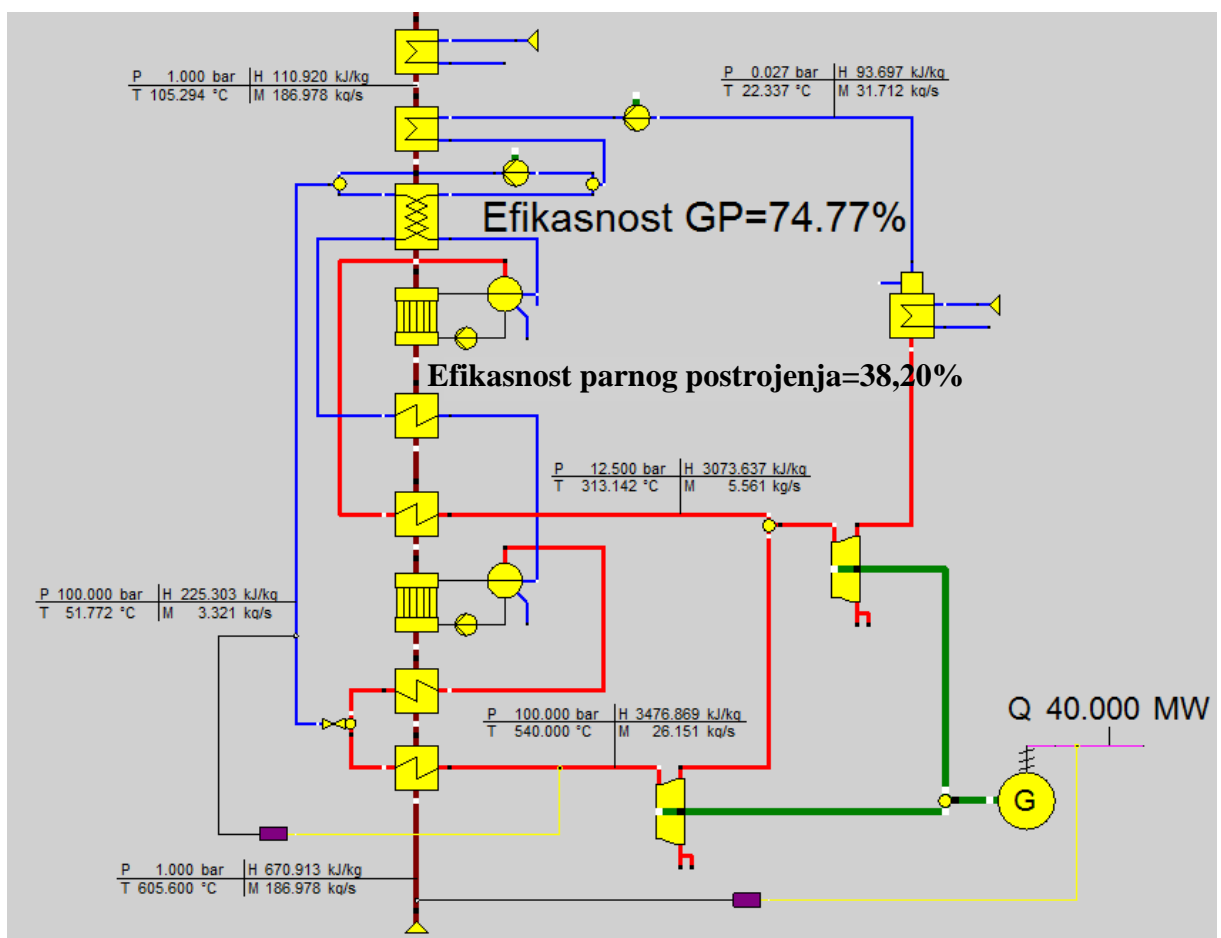 P 1.000 bar H 110.920 kJ/kg
T 105.294 °C M 186.978 kg/s
P 0.027 bar H 93.697 kJ/kg
T 22.337 °C M 31.712 kg/s
Efikasnost GP=74.77%
Efikasnost parnog postrojenja=38,20%
P 12.500 bar H 3073.637 kJ/kg
T 313.142 °C M 5.561 kg/s
P 100.000 bar H 225.303 kJ/kg
T 51.772 °C M 3.321 kg/s
P 100.000 bar H 3476.869 kJ/kg
T 540.000 °C M 26.151 kg/s
Q 40.000 MW
G
P 1.000 bar H 670.913 kJ/kg
T 605.600 °C M 186.978 kg/s